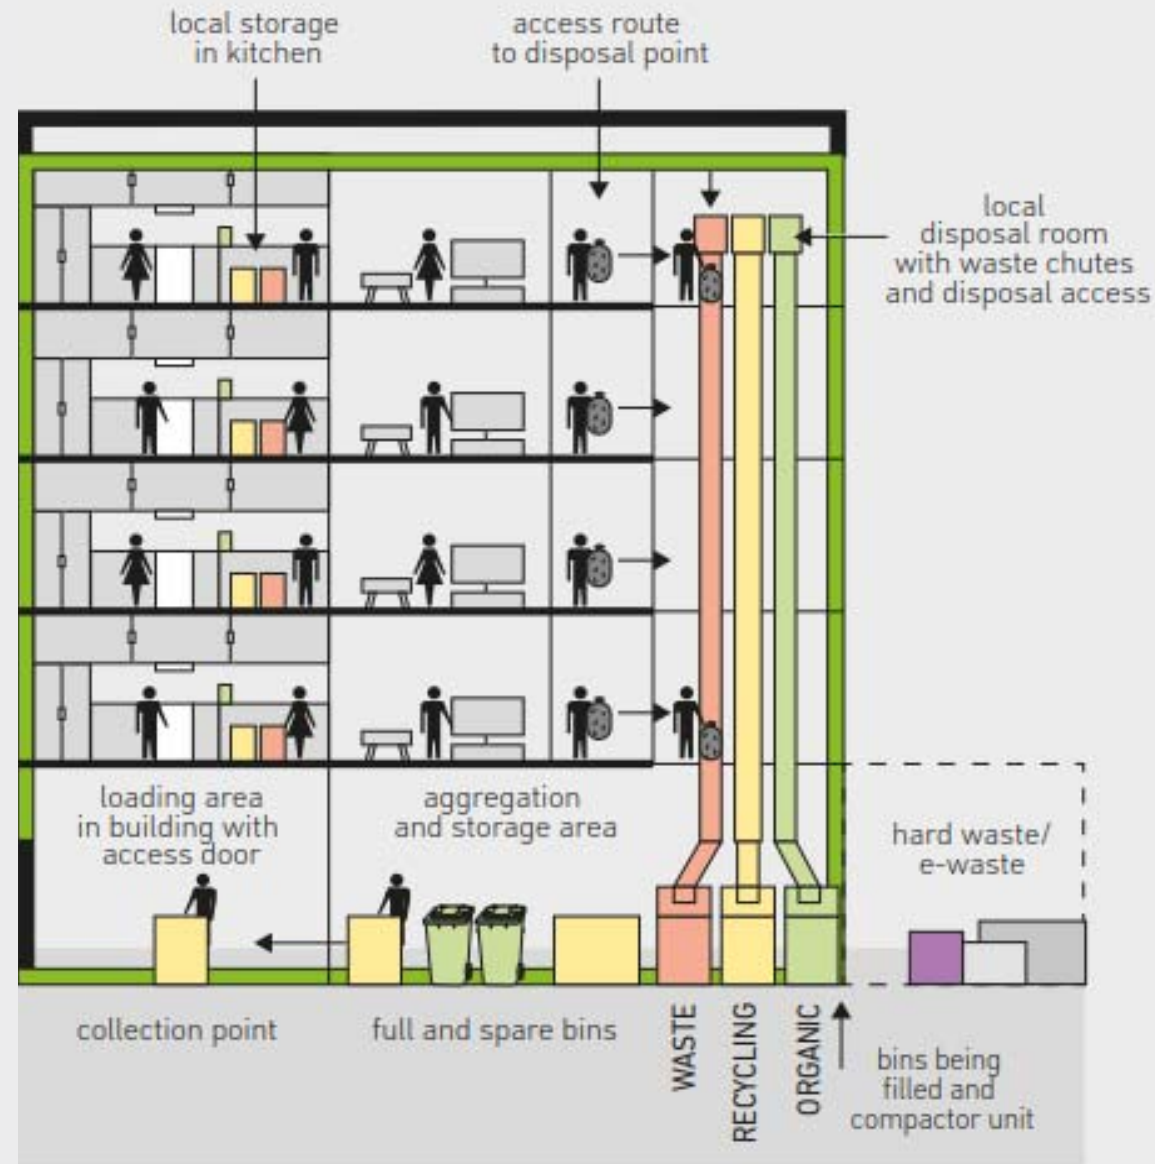 local storage
in kitchen
access route
to disposal point
local
disposal room
with waste chutes
and disposal access
loading area
in building with
access door
aggregation
and storage area
hard waste/
e-waste
collection point
full and spare bins
WASTE
RECYCLING
ORGANIC
bins being
filled and
compactor unit